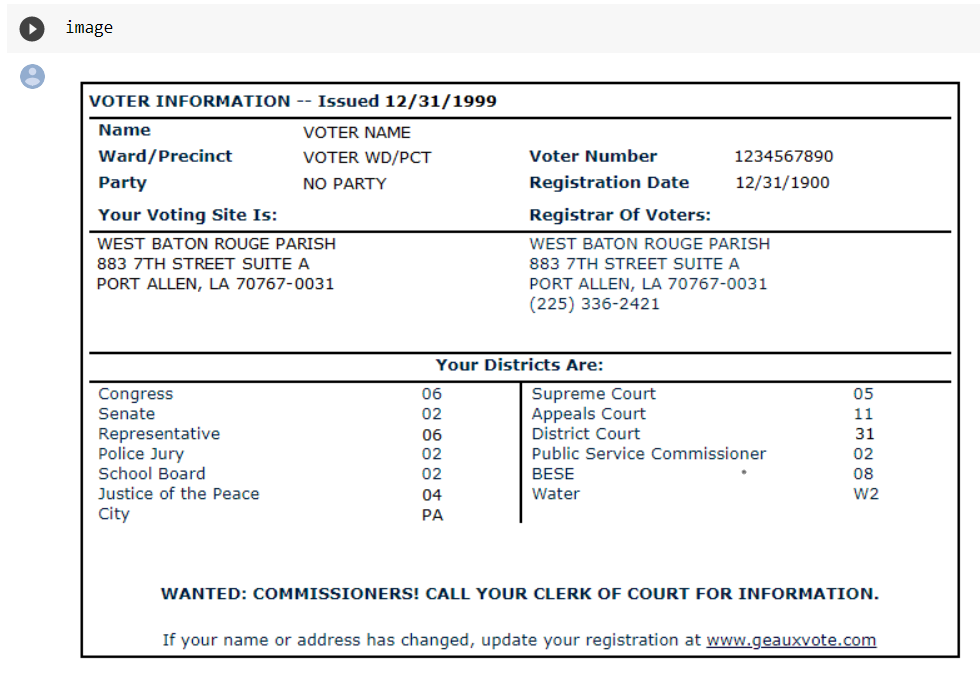 image
VOTER INFORMATION -- Issued 12/31/1999
Name VOTER NAME
Ward/Precinct VOTER WD/PCT Voter Number 1234567890
Party NO PARTY Registration Date 12/31/1900
Your Voting Site Is: Registrar Of Voters:
WEST BATON ROUGE PARISH WEST BATON ROUGE PARISH
883 7TH STREET SUITE A 883 7TH STREET SUITE A
PORT ALLEN, LA 70767-0031 PORT ALLEN, LA 70767-0031
(225) 336-2421
Your Districts Are:
Congress 06 Supreme Court 05
Senate 02 Appeals Court 11
Representative 06 District Court 31
Police Jury 02 Public Service Commissioner 02
School Board 02 BESE * 08
Justice of the Peace 04 Water W2
City PA
WANTED: COMMISSIONERS! CALL YOUR CLERK OF COURT FOR INFORMATION.
If your name or address has changed, update your registration at www.geauxvote.com